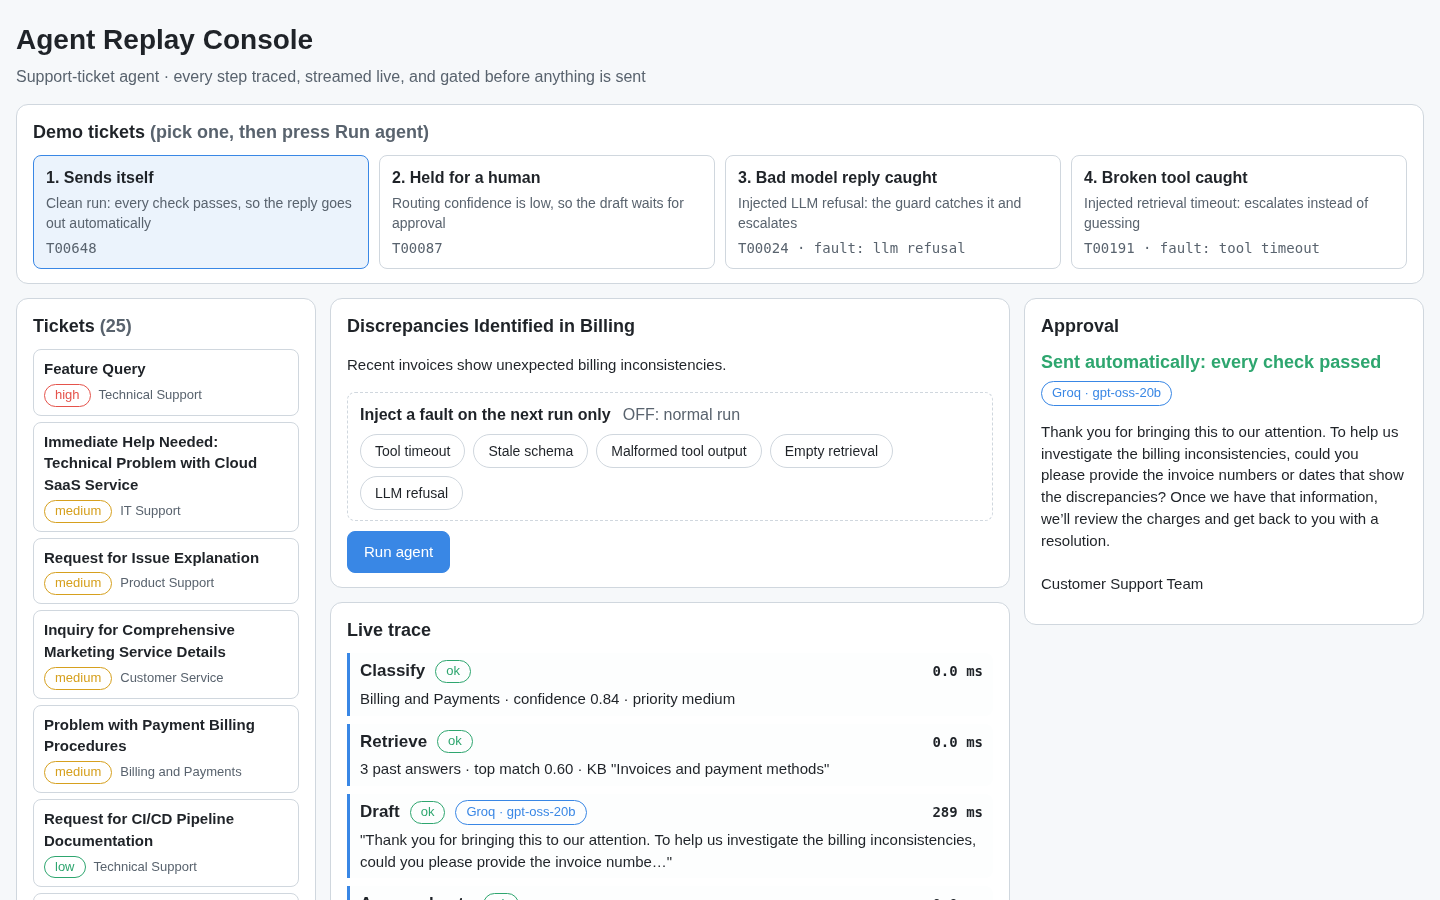 Agent Replay Console
Support-ticket agent · every step traced, streamed live, and gated before anything is sent
Demo tickets (pick one, then press Run agent)
1. Sends itself
Clean run: every check passes, so the reply goes
out automatically
T00648
2. Held for a human
Routing confidence is low, so the draft waits for
approval
T00087
3. Bad model reply caught
Injected LLM refusal: the guard catches it and
escalates
T00024 · fault: llm refusal
4. Broken tool caught
Injected retrieval timeout: escalates instead of
guessing
T00191 · fault: tool timeout
Tickets (25)
Feature Query
high Technical Support
Immediate Help Needed:
Technical Problem with Cloud
SaaS Service
medium IT Support
Request for Issue Explanation
medium Product Support
Inquiry for Comprehensive
Marketing Service Details
medium Customer Service
Problem with Payment Billing
Procedures
medium Billing and Payments
Request for CI/CD Pipeline
Documentation
low Technical Support
Discrepancies Identified in Billing
Recent invoices show unexpected billing inconsistencies.
Inject a fault on the next run only OFF: normal run
Tool timeout Stale schema Malformed tool output Empty retrieval
LLM refusal
Run agent
Live trace
Classify ok 0.0 ms
Billing and Payments · confidence 0.84 · priority medium
Retrieve ok 0.0 ms
3 past answers · top match 0.60 · KB "Invoices and payment methods"
Draft ok Groq · gpt-oss-20b 289 ms
"Thank you for bringing this to our attention. To help us investigate the billing inconsistencies,
could you please provide the invoice numbe…"
Approval
Sent automatically: every check passed
Groq · gpt-oss-20b
Thank you for bringing this to our attention. To help us
investigate the billing inconsistencies, could you
please provide the invoice numbers or dates that show
the discrepancies? Once we have that information,
we’ll review the charges and get back to you with a
resolution.
Customer Support Team